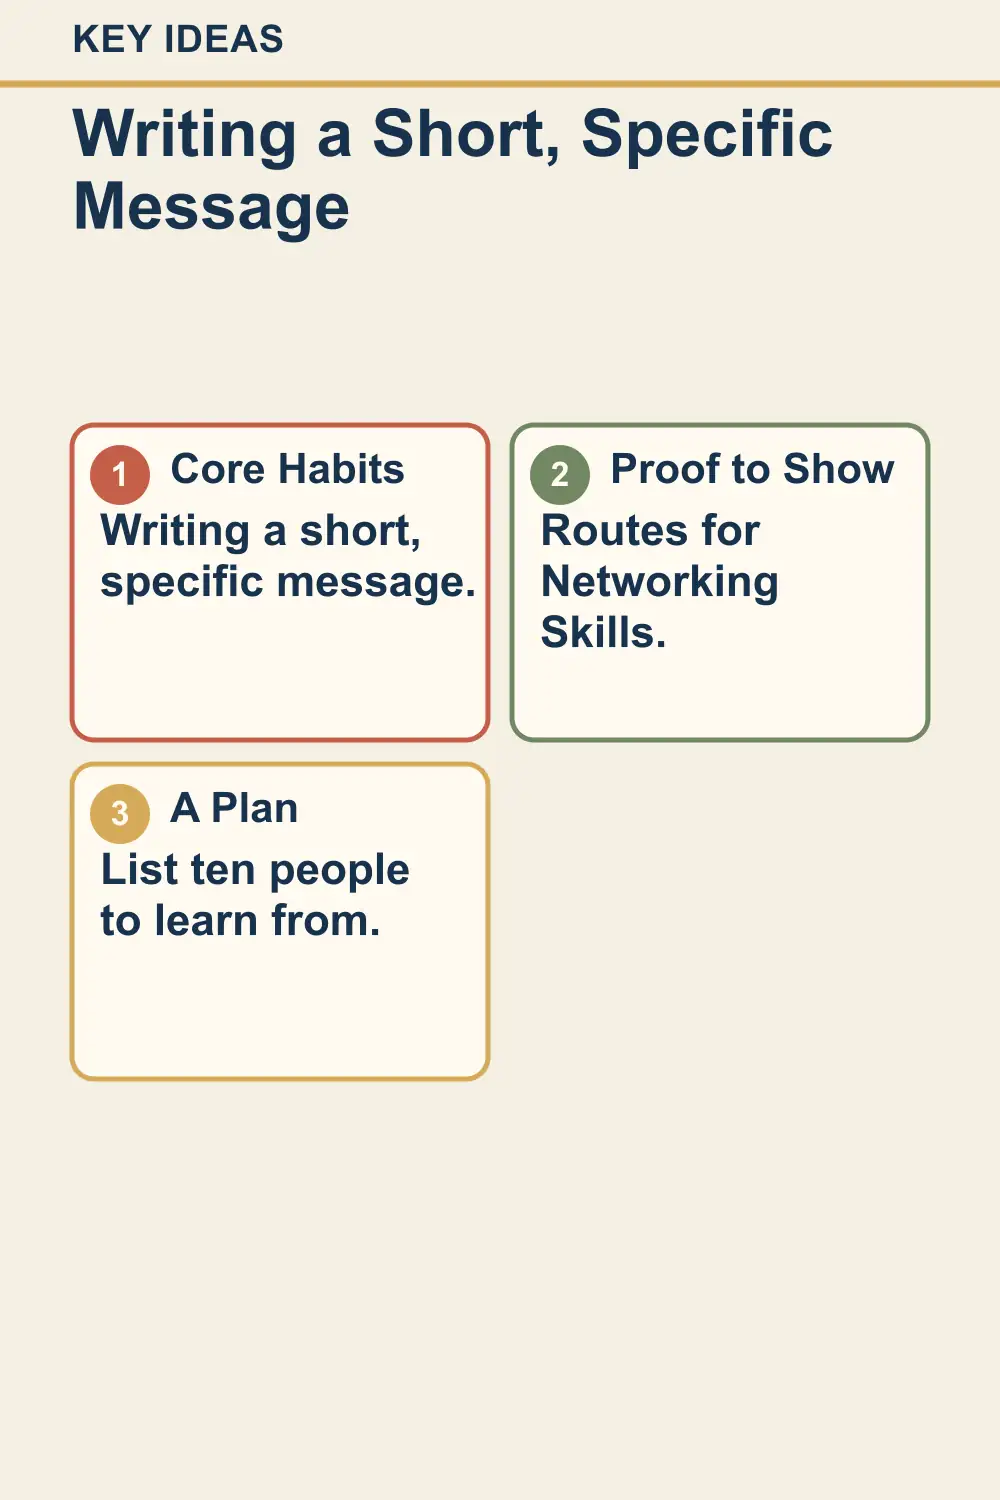 KEY IDEAS
Writing a Short, Specific
Message
1 Core Habits
Writing a short,
specific message.
2 Proof to Show
Routes for
Networking
Skills.
3 A Plan
List ten people
to learn from.